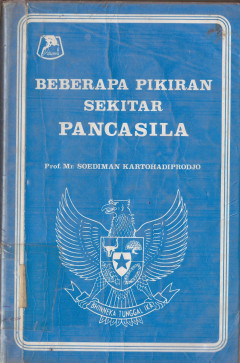 BEBERAPA PIKIRAN
SEKITAR
PANCASILA
Prof. Mr. SOEDIMAN KARTOHADIPRODJO
BHINNEKA TUNGGAL IKA